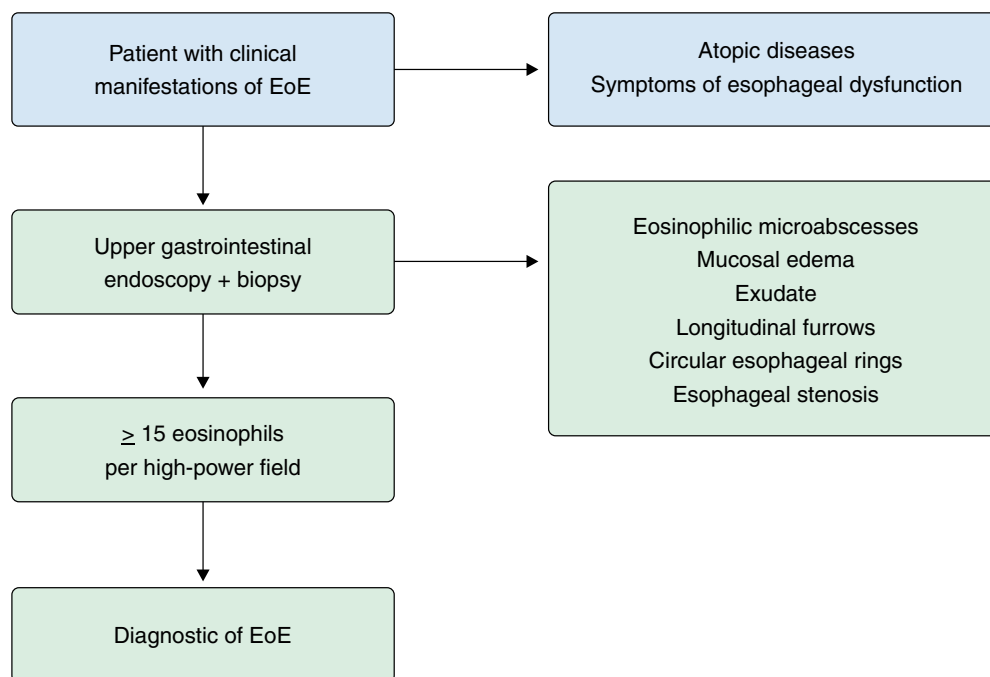 Patient with clinical
manifestations of EoE
Atopic diseases
Symptoms of esophageal dysfunction
Upper gastrointestinal
endoscopy + biopsy
Eosinophilic microabscesses
Mucosal edema
Exudate
Longitudinal furrows
Circular esophageal rings
Esophageal stenosis
≥ 15 eosinophils
per high-power field
Diagnostic of EoE